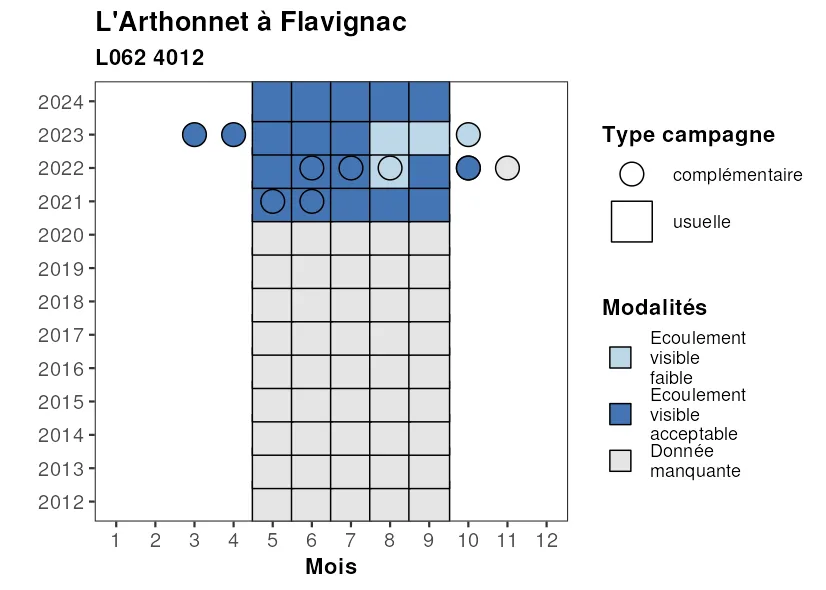 L'Arthonnet à Flavignac
L062 4012
2024
2023
2022
2021
2020
2019
2018
2017
2016
2015
2014
2013
2012
1 2 3 4 5 6 7 8 9 10 11 12
Mois
Type campagne
complémentaire
usuelle
Modalités
Ecoulement
visible
faible
Ecoulement
visible
acceptable
Donnée
manquante